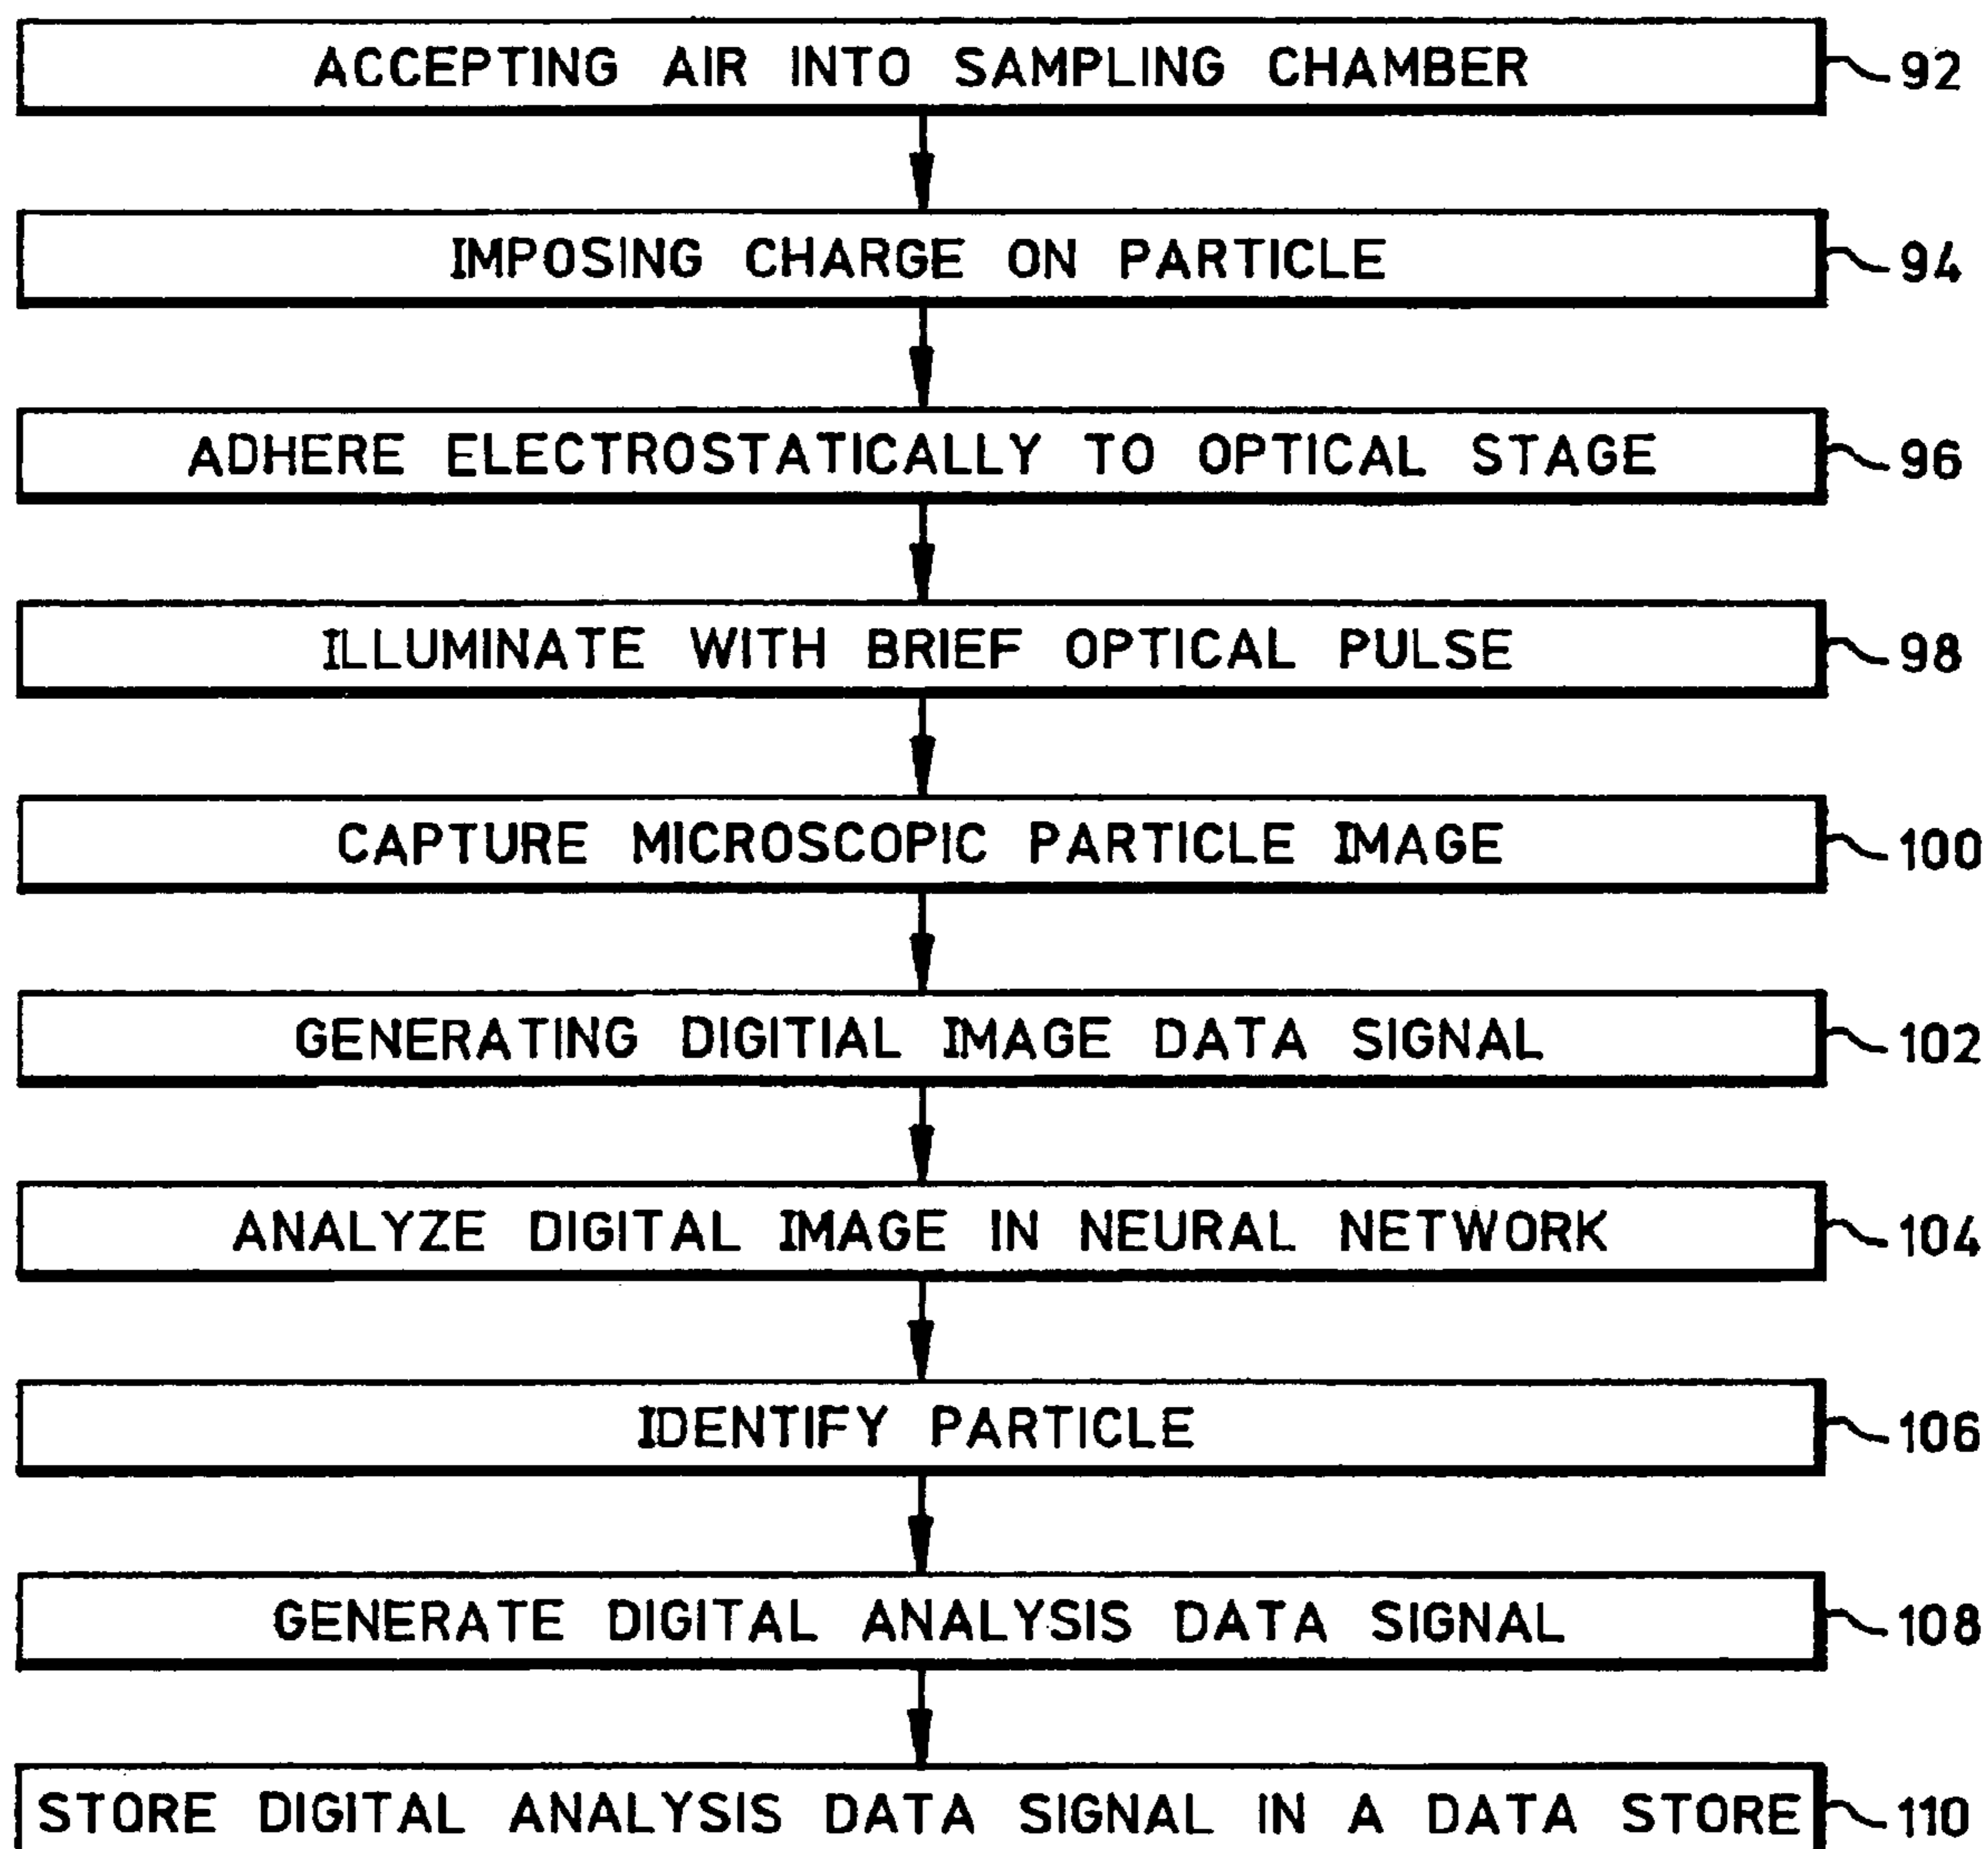 ACCEPTING AIR INTO SAMPLING CHAMBER 92
IMPOSING CHARGE ON PARTICLE 94
ADHERE ELECTROSTATICALLY TO OPTICAL STAGE 96
ILLUMINATE WITH BRIEF OPTICAL PULSE 98
CAPTURE MICROSCOPIC PARTICLE IMAGE 100
GENERATING DIGITIAL IMAGE DATA SIGNAL 102
ANALYZE DIGITAL IMAGE IN NEURAL NETWORK 104
IDENTIFY PARTICLE 106
GENERATE DIGITAL ANALYSIS DATA SIGNAL 108
STORE DIGITAL ANALYSIS DATA SIGNAL IN A DATA STORE 110